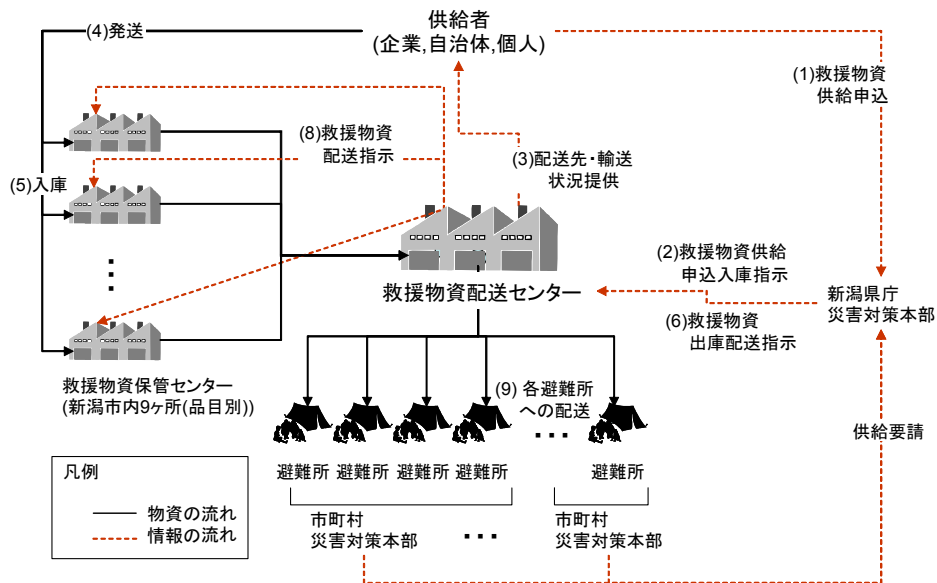 供給者
(企業,自治体,個人)
(4)発送
(1)救援物資
供給申込
(8)救援物資
配送指示
(3)配送先・輸送
状況提供
(5)入庫
(2)救援物資供給
申込入庫指示
救援物資配送センター
新潟県庁
災害対策本部
(6)救援物資
出庫配送指示
救援物資保管センター
(新潟市内9ヶ所(品目別))
(9) 各避難所
への配送
・・・
供給要請
避難所 避難所 避難所 避難所 避難所
凡例
物資の流れ
情報の流れ
市町村
災害対策本部
・・・
市町村
災害対策本部